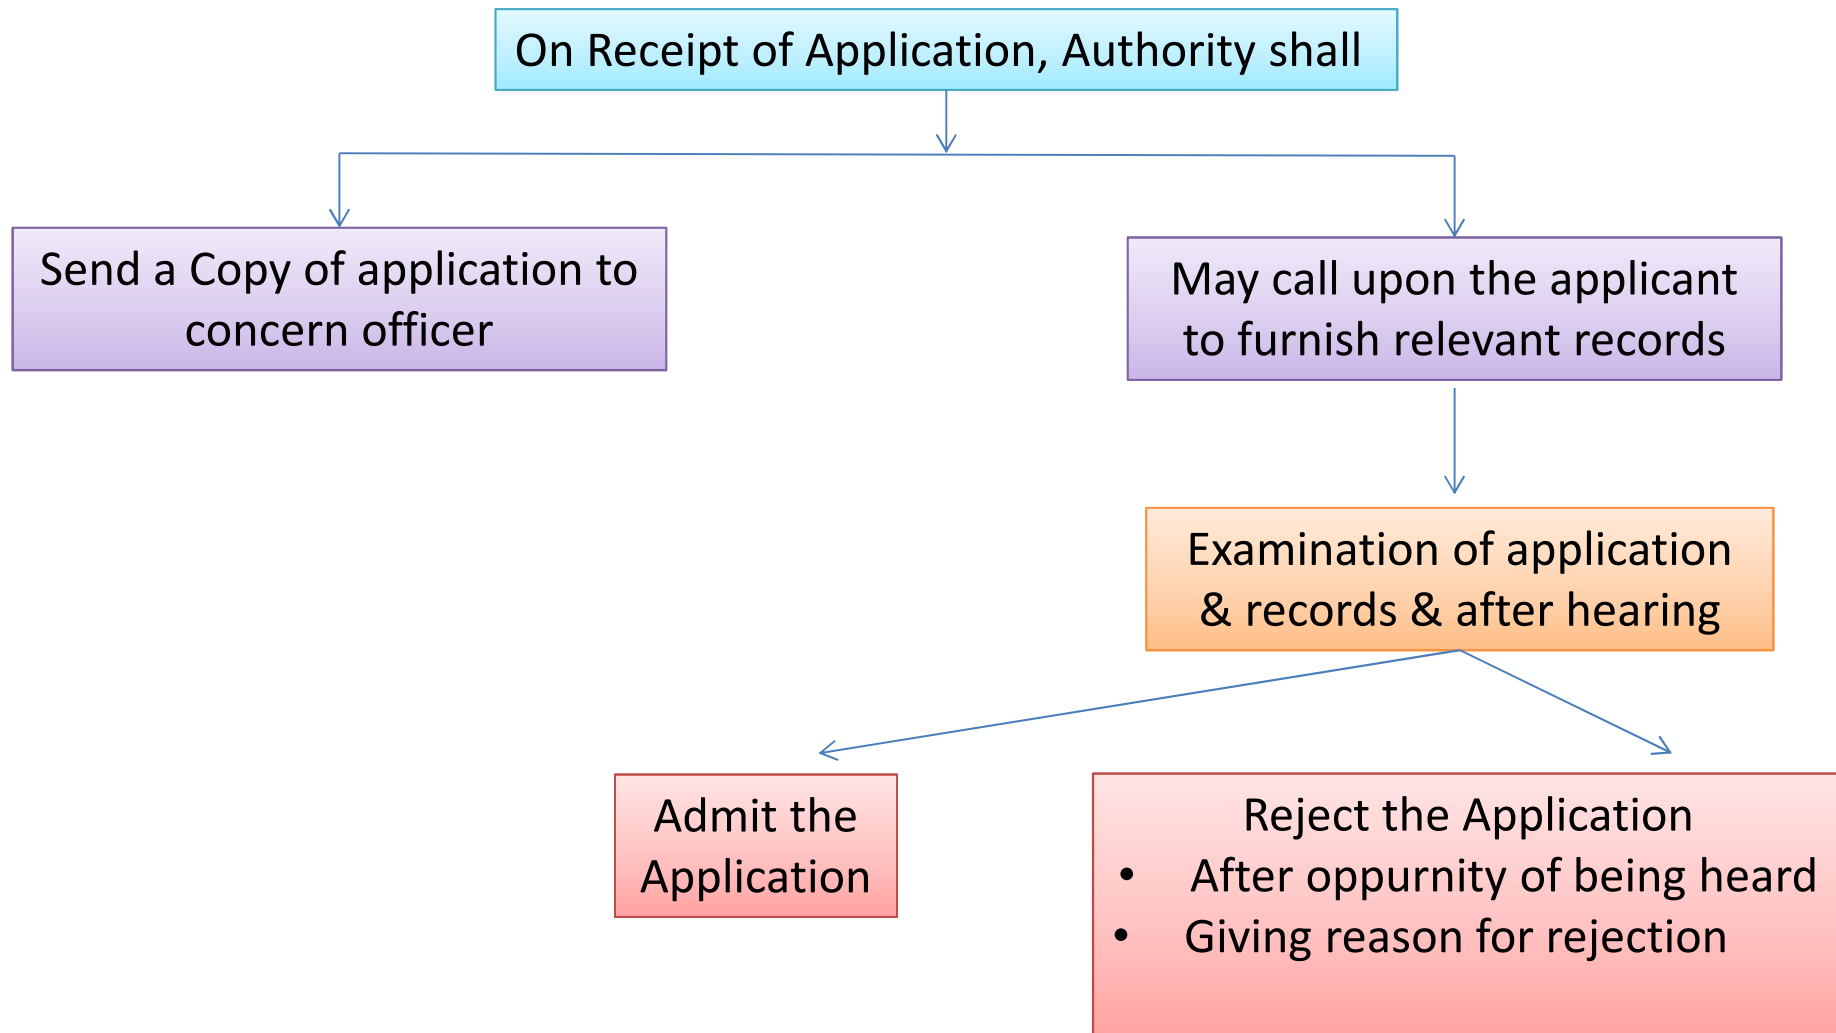 On Receipt of Application, Authority shall
Send a Copy of application to
concern officer
May call upon the applicant
to furnish relevant records
Examination of application
& records & after hearing
Admit the
Application
Reject the Application
• After oppurnity of being heard
• Giving reason for rejection